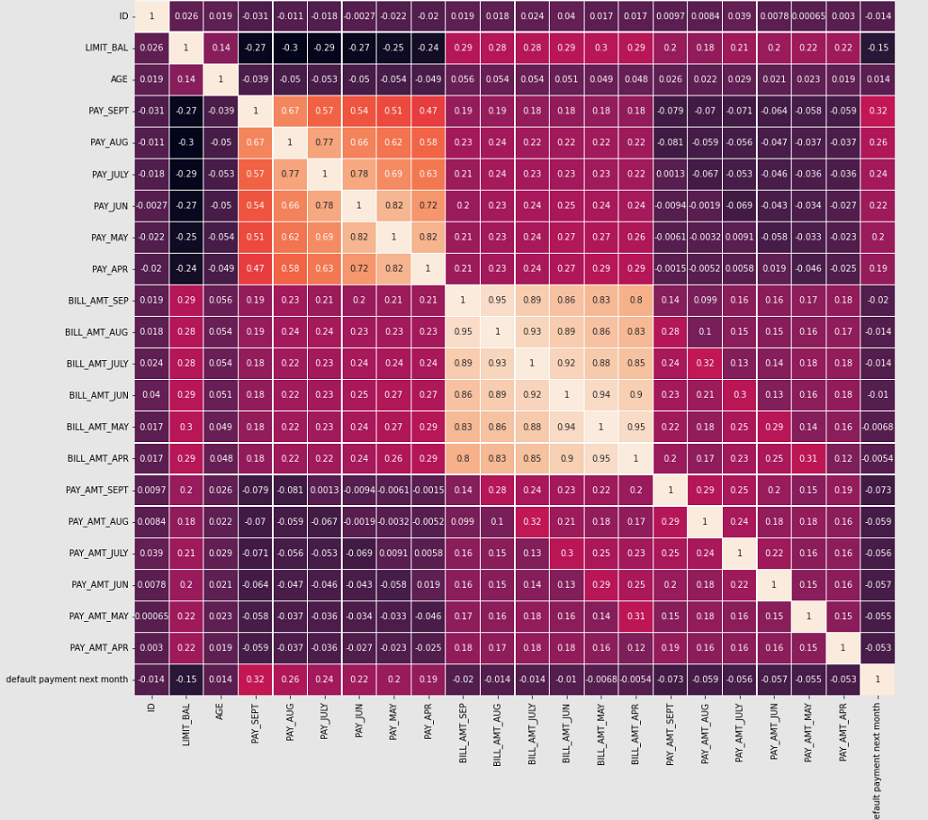 ID 1 0.026 0.019 -0.031 -0.011 -0.018 -0.0027 -0.022 -0.02 0.019 0.018 0.024 0.04 0.017 0.017 0.0097 0.0084 0.039 0.0078 0.00065 0.003 -0.014
LIMIT_BAL 0.026 1 0.14 -0.27 -0.3 -0.29 -0.27 -0.25 -0.24 0.29 0.28 0.28 0.29 0.3 0.29 0.2 0.18 0.21 0.2 0.22 0.22 -0.15
AGE 0.019 0.14 1 -0.039 -0.05 -0.053 -0.05 -0.054 -0.049 0.056 0.054 0.054 0.051 0.049 0.048 0.026 0.022 0.029 0.021 0.023 0.019 0.014
PAY_SEPT -0.031 -0.27 -0.039 1 0.67 0.57 0.54 0.51 0.47 0.19 0.19 0.18 0.18 0.18 0.18 -0.079 -0.07 -0.071 -0.064 -0.058 -0.059 0.32
PAY_AUG -0.011 -0.3 -0.05 0.67 1 0.77 0.66 0.62 0.58 0.23 0.24 0.22 0.22 0.22 0.22 -0.081 -0.059 -0.056 -0.047 -0.037 -0.037 0.26
PAY_JULY -0.018 -0.29 -0.053 0.57 0.77 1 0.78 0.69 0.63 0.21 0.24 0.23 0.23 0.23 0.22 0.0013 -0.067 -0.053 -0.046 -0.036 -0.036 0.24
PAY_JUN -0.0027 -0.27 -0.05 0.54 0.66 0.78 1 0.82 0.72 0.2 0.23 0.24 0.25 0.24 0.24 -0.0094 -0.0019 -0.069 -0.043 -0.034 -0.027 0.22
PAY_MAY -0.022 -0.25 -0.054 0.51 0.62 0.69 0.82 1 0.82 0.21 0.23 0.24 0.27 0.27 0.26 -0.0061 -0.0032 0.0091 -0.058 -0.033 -0.023 0.2
PAY_APR -0.02 -0.24 -0.049 0.47 0.58 0.63 0.72 0.82 1 0.21 0.23 0.24 0.27 0.29 0.29 -0.0015 -0.0052 0.0058 0.019 -0.046 -0.025 0.19
BILL_AMT_SEP 0.019 0.29 0.056 0.19 0.23 0.21 0.2 0.21 0.21 1 0.95 0.89 0.86 0.83 0.8 0.14 0.099 0.16 0.16 0.17 0.18 -0.02
BILL_AMT_AUG 0.018 0.28 0.054 0.19 0.24 0.24 0.23 0.23 0.23 0.95 1 0.93 0.89 0.86 0.83 0.28 0.1 0.15 0.15 0.16 0.17 -0.014
BILL_AMT_JULY 0.024 0.28 0.054 0.18 0.22 0.23 0.24 0.24 0.24 0.89 0.93 1 0.92 0.88 0.85 0.24 0.32 0.13 0.14 0.18 0.18 -0.014
BILL_AMT_JUN 0.04 0.29 0.051 0.18 0.22 0.23 0.25 0.27 0.27 0.86 0.89 0.92 1 0.94 0.9 0.23 0.21 0.3 0.13 0.16 0.18 -0.01
BILL_AMT_MAY 0.017 0.3 0.049 0.18 0.22 0.23 0.24 0.27 0.29 0.83 0.86 0.88 0.94 1 0.95 0.22 0.18 0.25 0.29 0.14 0.16 -0.0068
BILL_AMT_APR 0.017 0.29 0.048 0.18 0.22 0.22 0.24 0.26 0.29 0.8 0.83 0.85 0.9 0.95 1 0.2 0.17 0.23 0.25 0.31 0.12 -0.0054
PAY_AMT_SEPT 0.0097 0.2 0.026 -0.079 -0.081 0.0013 -0.0094 -0.0061 -0.0015 0.14 0.28 0.24 0.23 0.22 0.2 1 0.29 0.25 0.2 0.15 0.19 -0.073
PAY_AMT_AUG 0.0084 0.18 0.022 -0.07 -0.059 -0.067 -0.0019 -0.0032 -0.0052 0.099 0.1 0.32 0.21 0.18 0.17 0.29 1 0.24 0.18 0.18 0.16 -0.059
PAY_AMT_JULY 0.039 0.21 0.029 -0.071 -0.056 -0.053 -0.069 0.0091 0.0058 0.16 0.15 0.13 0.3 0.25 0.23 0.25 0.24 1 0.22 0.16 0.16 -0.056
PAY_AMT_JUN 0.0078 0.2 0.021 -0.064 -0.047 -0.046 -0.043 -0.058 0.019 0.16 0.15 0.14 0.13 0.29 0.25 0.2 0.18 0.22 1 0.15 0.16 -0.057
PAY_AMT_MAY 0.00065 0.22 0.023 -0.058 -0.037 -0.036 -0.034 -0.033 -0.046 0.17 0.16 0.18 0.16 0.14 0.31 0.15 0.18 0.16 0.15 1 0.15 -0.055
PAY_AMT_APR 0.003 0.22 0.019 -0.059 -0.037 -0.036 -0.027 -0.023 -0.025 0.18 0.17 0.18 0.18 0.16 0.12 0.19 0.16 0.16 0.16 0.15 1 -0.053
default payment next month -0.014 -0.15 0.014 0.32 0.26 0.24 0.22 0.2 0.19 -0.02 -0.014 -0.014 -0.01 -0.0068 -0.0054 -0.073 -0.059 -0.056 -0.057 -0.055 -0.053 1
ID LIMIT_BAL AGE PAY_SEPT PAY_AUG PAY_JULY PAY_JUN PAY_MAY PAY_APR BILL_AMT_SEP BILL_AMT_AUG BILL_AMT_JULY BILL_AMT_JUN BILL_AMT_MAY BILL_AMT_APR PAY_AMT_SEPT PAY_AMT_AUG PAY_AMT_JULY PAY_AMT_JUN PAY_AMT_MAY PAY_AMT_APR efault payment next month